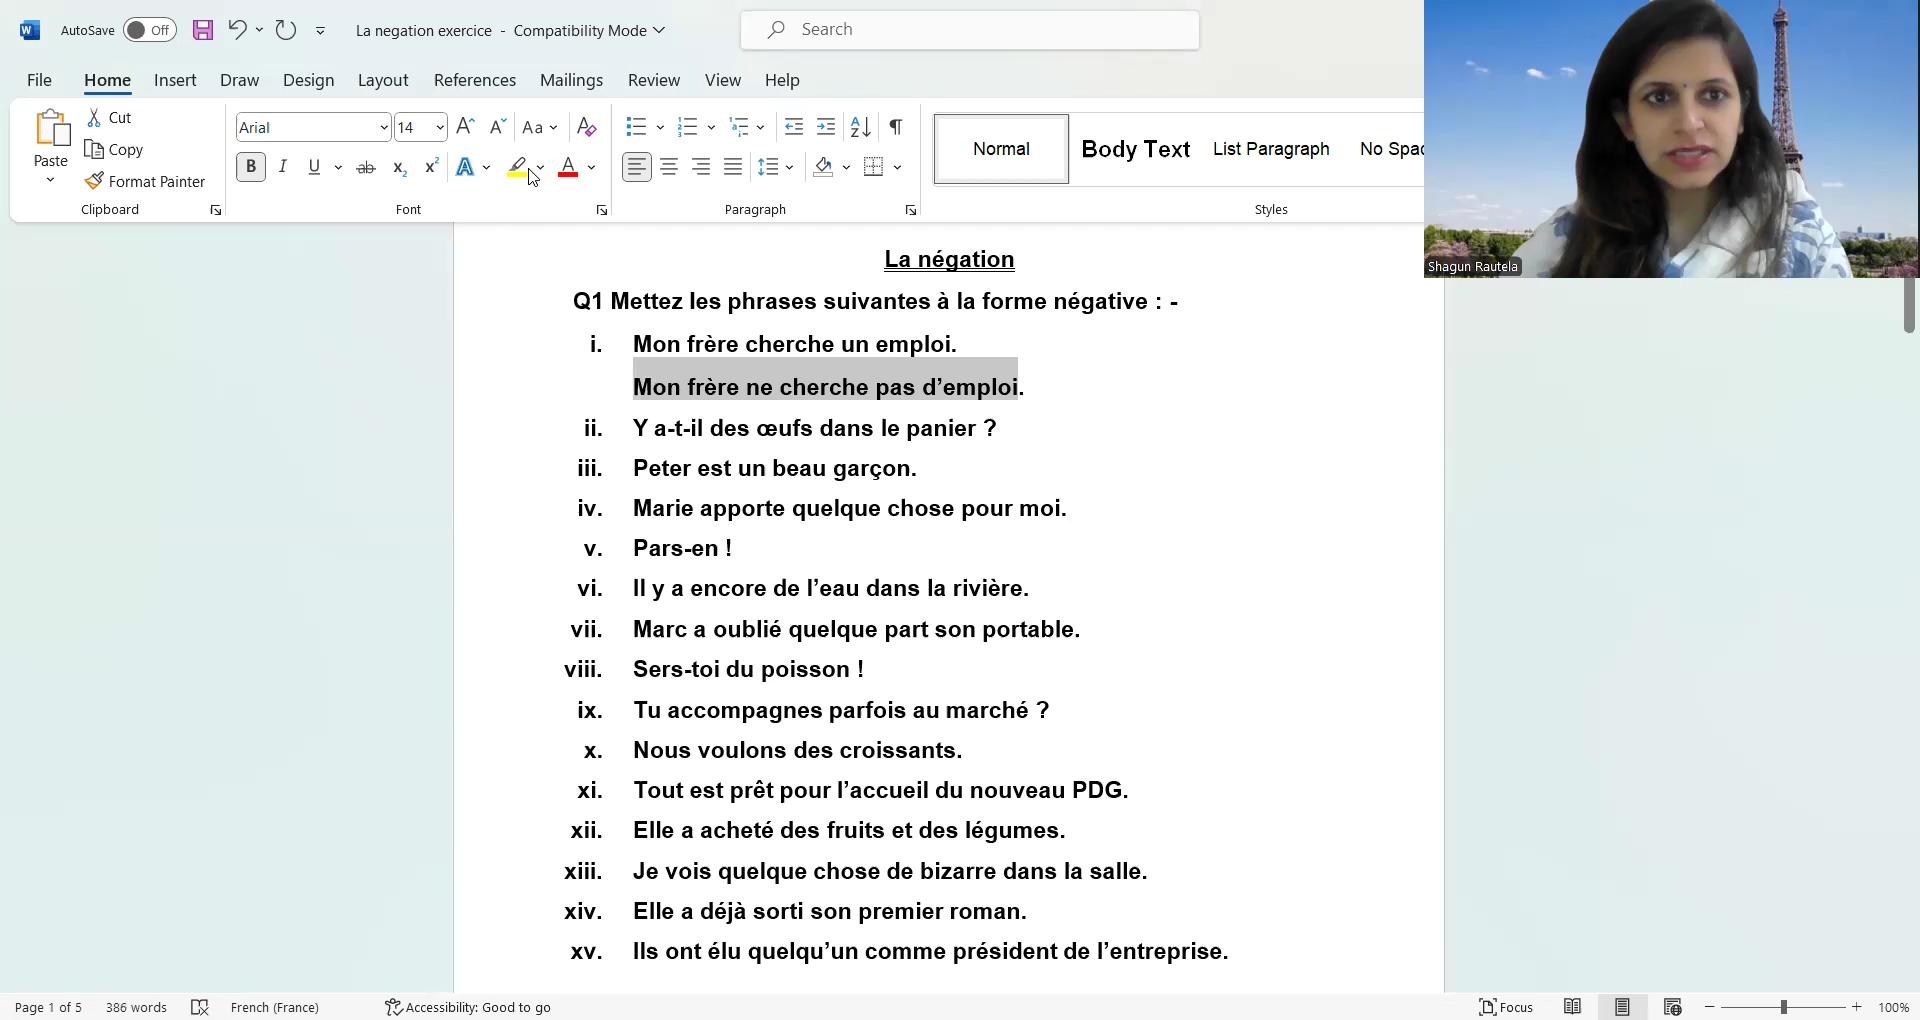 AutoSave Off La negation exercice - Compatibility Mode Search
File Home Insert Draw Design Layout References Mailings Review View Help
Paste Cut Copy Format Painter
Clipboard
Arial 14
Font
Paragraph
Normal Body Text List Paragraph No Spac
Styles
Shagun Rautela
La négation
Q1 Mettez les phrases suivantes à la forme négative : -
i. Mon frère cherche un emploi.
Mon frère ne cherche pas d’emploi.
ii. Y a-t-il des œufs dans le panier ?
iii. Peter est un beau garçon.
iv. Marie apporte quelque chose pour moi.
v. Pars-en !
vi. Il y a encore de l’eau dans la rivière.
vii. Marc a oublié quelque part son portable.
viii. Sers-toi du poisson !
ix. Tu accompagnes parfois au marché ?
x. Nous voulons des croissants.
xi. Tout est prêt pour l’accueil du nouveau PDG.
xii. Elle a acheté des fruits et des légumes.
xiii. Je vois quelque chose de bizarre dans la salle.
xiv. Elle a déjà sorti son premier roman.
xv. Ils ont élu quelqu’un comme président de l’entreprise.
Page 1 of 5 386 words French (France) Accessibility: Good to go Focus 100%